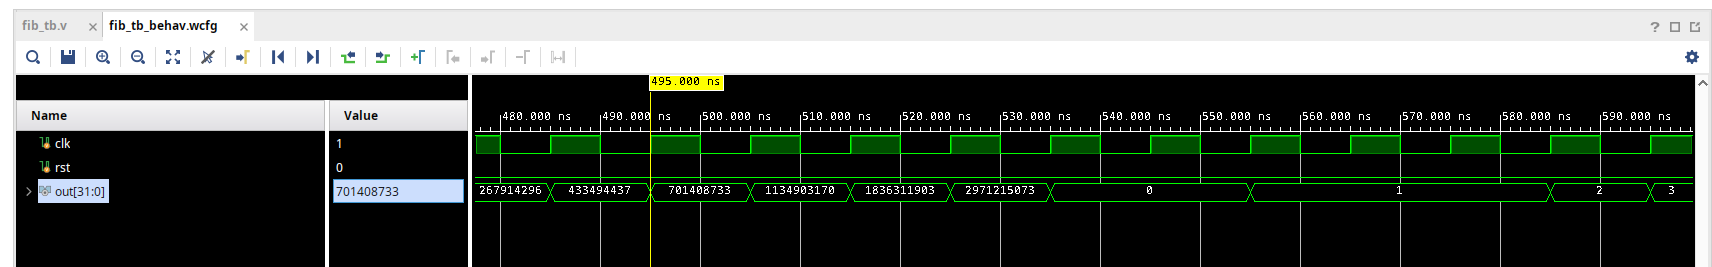 fib_tb.v × fib_tb_behav.wcfg ×
?
495.000 ns
Name Value
480.000 ns 490.000 ns 500.000 ns 510.000 ns 520.000 ns 530.000 ns 540.000 ns 550.000 ns 560.000 ns 570.000 ns 580.000 ns 590.000 ns
clk 1
rst 0
out[31:0] 701408733 267914296 433494437 701408733 1134903170 1836311903 2971215073 0 1 2 3